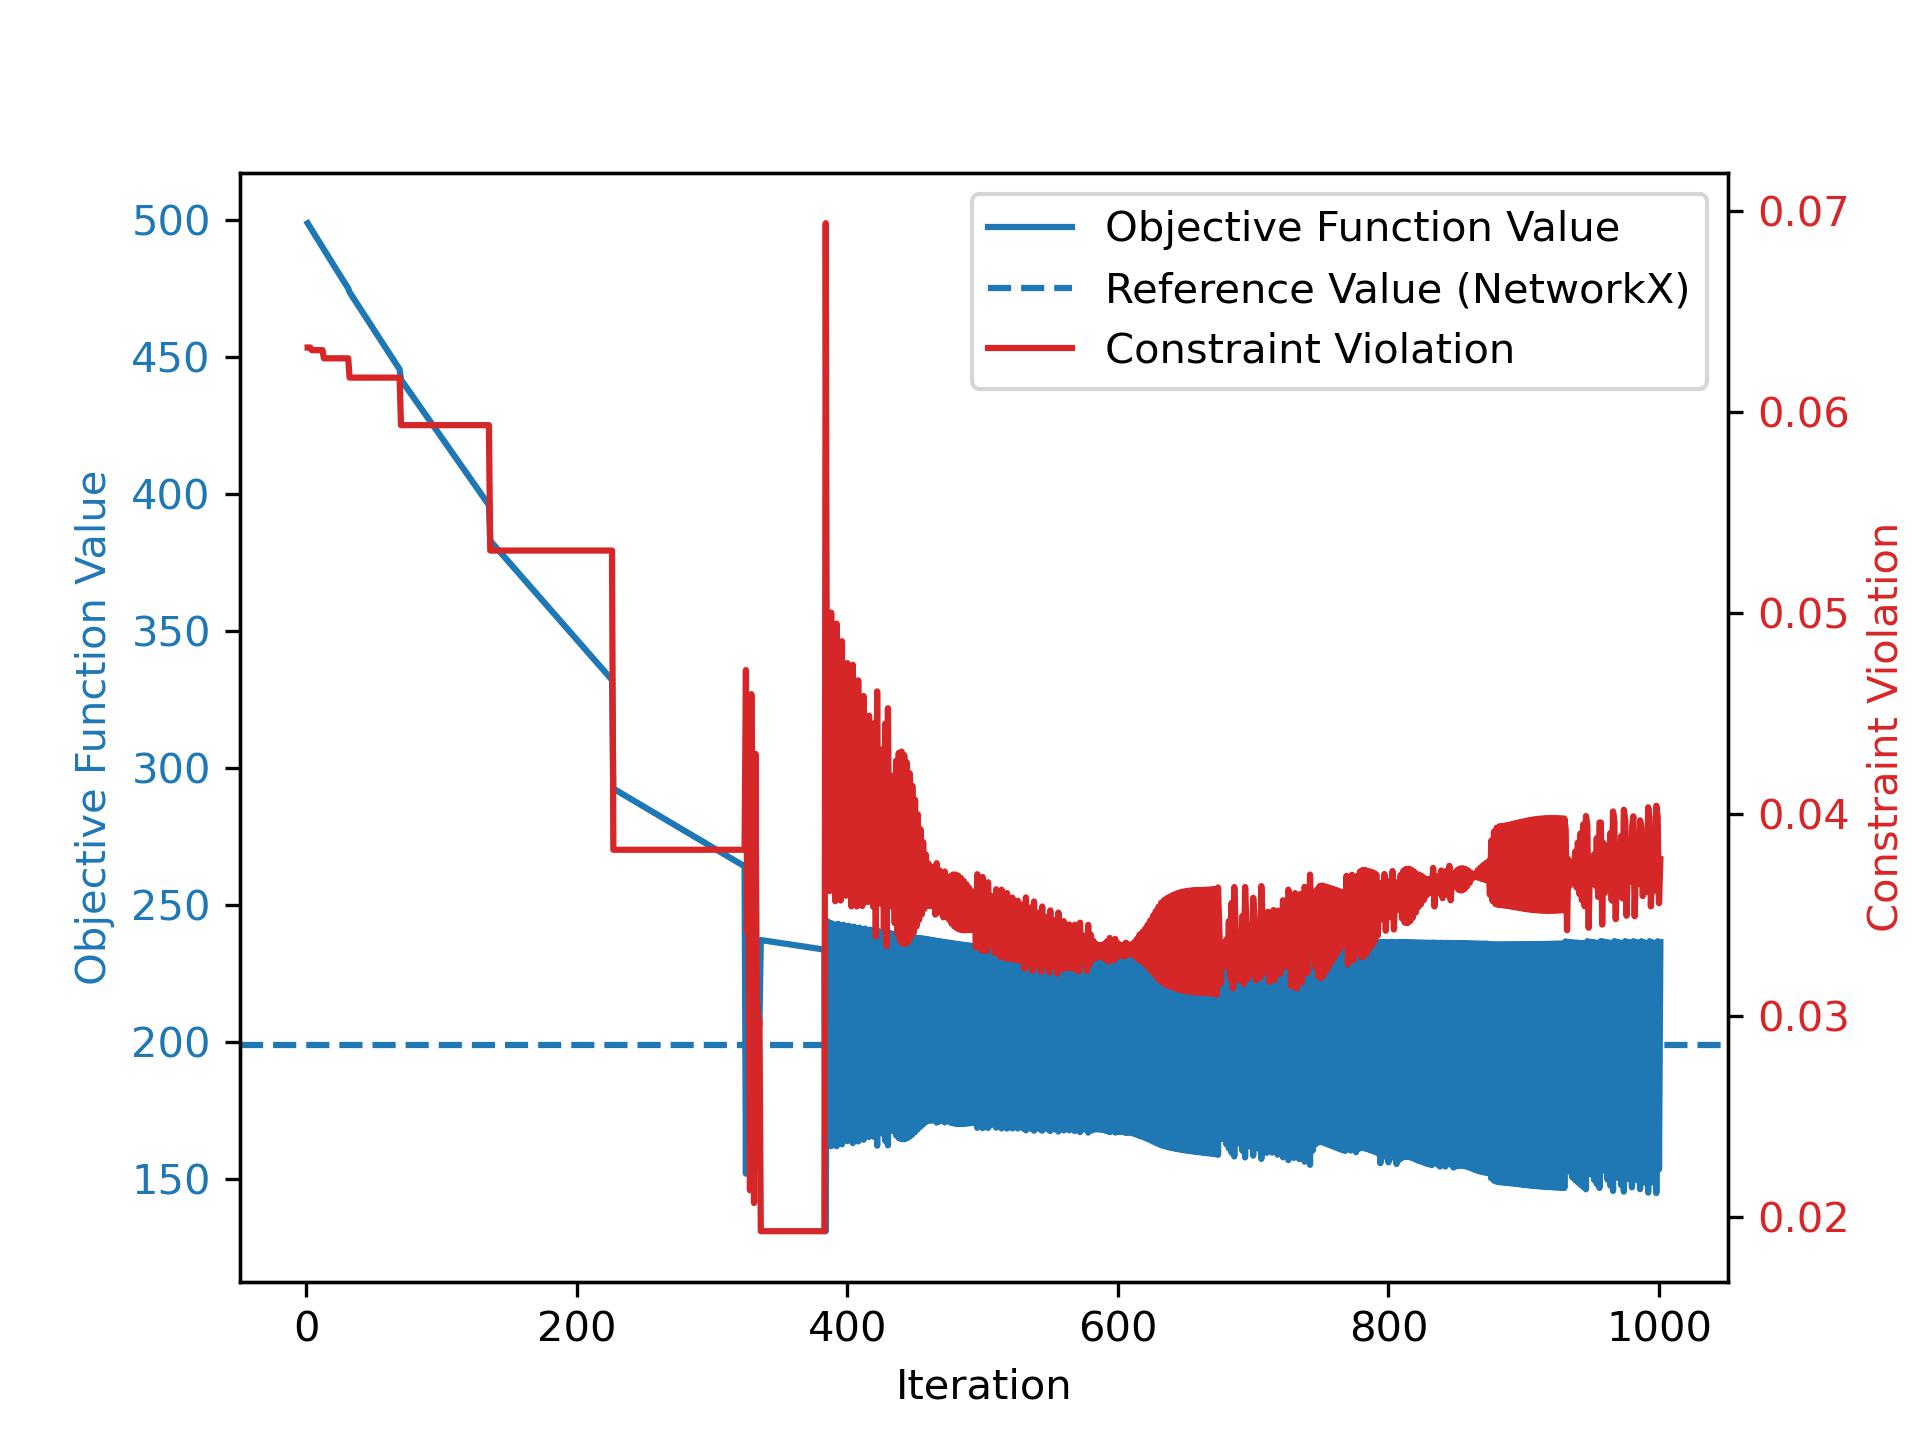 Objective Function Value
Reference Value (NetworkX)
Constraint Violation
500
450
400
350
300
250
200
150
Objective Function Value
0.07
0.06
0.05
0.04
0.03
0.02
Constraint Violation
0 200 400 600 800 1000
Iteration